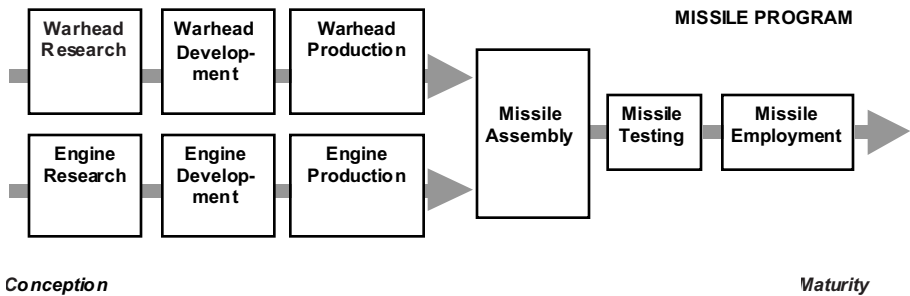 MISSILE PROGRAM
Warhead
Research
Warhead
Develop-
ment
Warhead
Production
Engine
Research
Engine
Develop-
ment
Engine
Production
Missile
Assembly
Missile
Testing
Missile
Employment
Conception
Maturity